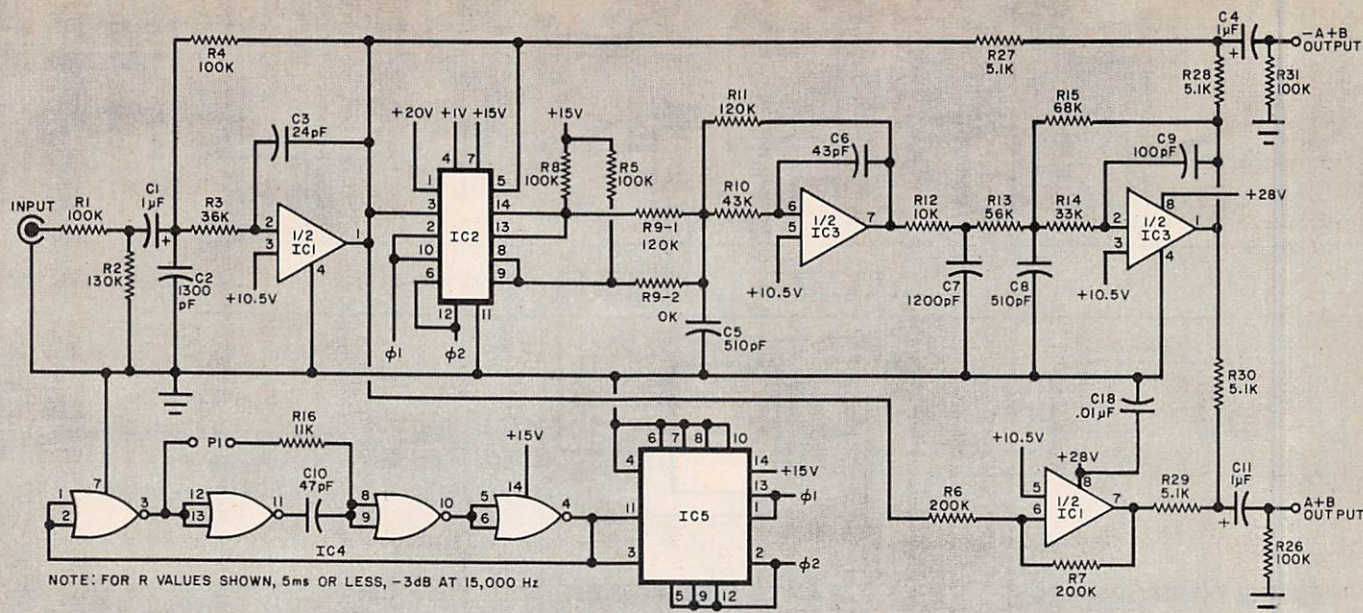 C4
1µF
-A+B
OUTPUT
R4
100K
R27
5.1K
R28
5.1K
R31
100K
R11
120K
R15
68K
+20V
+1V
+15V
+15V
C3
24pF
C6
43pF
C9
100pF
4
7
R8
100K
R5
100K
+28V
INPUT
R1
100K
C1
1µF
R3
36K
2
3
1/2
IC1
1
4
1
3
2
10
6
12
11
IC2
5
14
13
8
9
R9-1
120K
R10
43K
6
5
1/2
IC3
7
R12
10K
R13
56K
R14
33K
2
3
1/2
IC3
8
1
4
R2
130K
C2
1300
pF
+10.5V
R9-2
0K
+10.5V
C7
1200pF
C8
510pF
+10.5V
C5
510pF
φ1
φ2
R30
5.1K
C18
.01µF
R16
11K
P1
+15V
+10.5V
+28V
C10
47pF
7
1
2
3
12
13
11
8
9
10
5
6
14
4
IC4
6
7
8
10
4
11
3
IC5
14
+15V
13
φ1
1
2
φ2
5
9
12
R6
200K
5
6
8
1/2
IC1
7
R29
5.1K
C11
1µF
A+B
OUTPUT
R7
200K
R26
100K
NOTE: FOR R VALUES SHOWN, 5ms OR LESS, -3dB AT 15,000 Hz